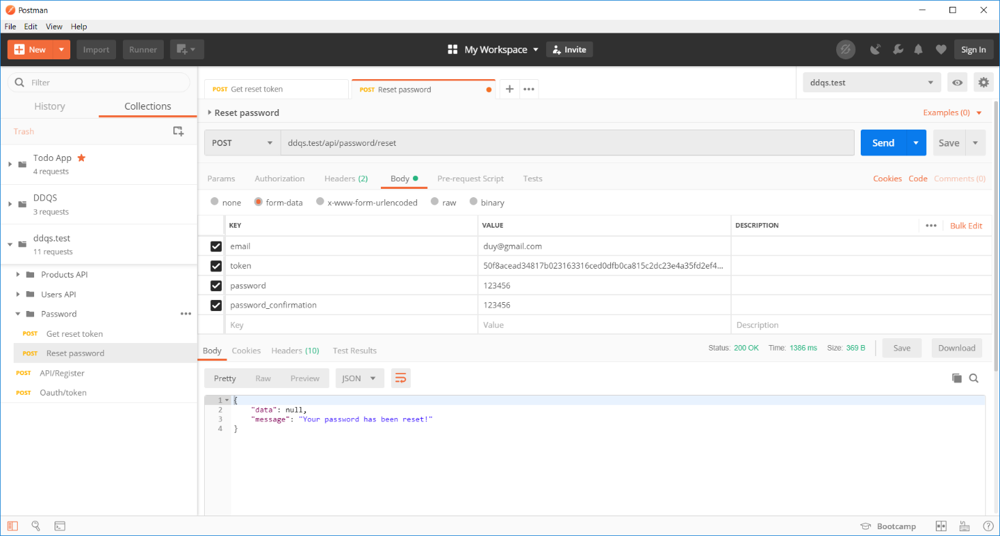 Postman
File Edit View Help
New Import Runner My Workspace Invite Sign In
Filter
History Collections
Trash
Todo App
4 requests
DDQS
3 requests
ddqs.test
11 requests
Products API
Users API
Password
POST Get reset token
POST Reset password
POST API/Register
POST Oauth/token
POST Get reset token POST Reset password ddqs.test
Reset password Examples (0)
POST ddqs.test/api/password/reset Send Save
Params Authorization Headers (2) Body Pre-request Script Tests Cookies Code Comments (0)
none form-data x-www-form-urlencoded raw binary
KEY VALUE DESCRIPTION Bulk Edit
email duy@gmail.com
token 50f8acead34817b023163316ced0dfb0ca815c2dc23e4a35fd2ef4...
password 123456
password_confirmation 123456
Key Value Description
Body Cookies Headers (10) Test Results Status: 200 OK Time: 1386 ms Size: 369 B Save Download
Pretty Raw Preview JSON
1 {
2 "data": null,
3 "message": "Your password has been reset!"
4 }
Bootcamp